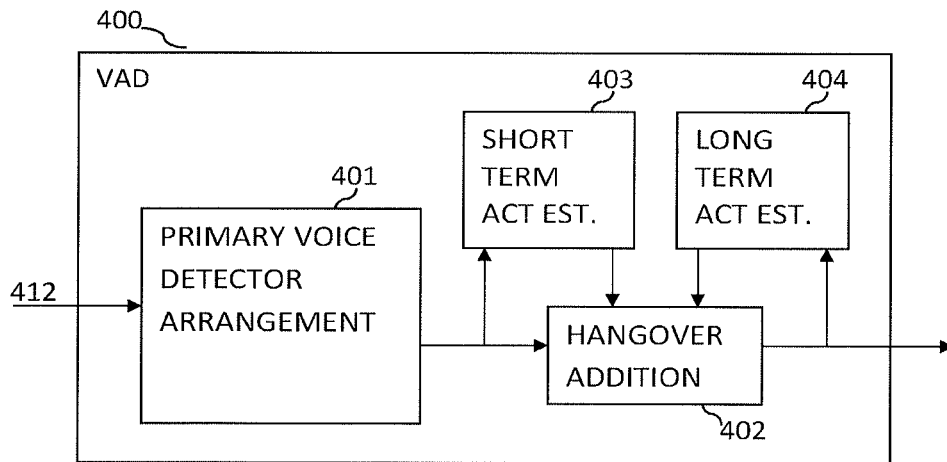 400
VAD
403
404
SHORT
TERM
ACT EST.
LONG
TERM
ACT EST.
401
PRIMARY VOICE
DETECTOR
ARRANGEMENT
412
HANGOVER
ADDITION
402